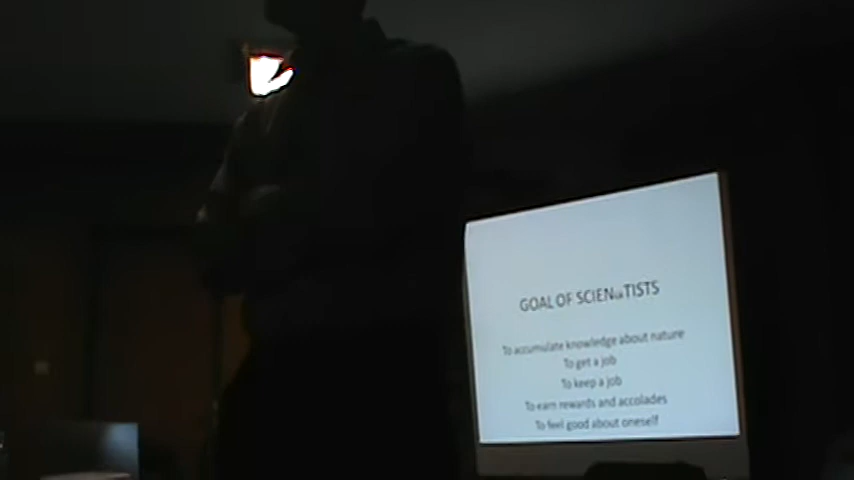 GOAL OF SCIENTISTS
To accumulate knowledge about nature
To get a job
To keep a job
To earn rewards and accolades
To feel good about oneself